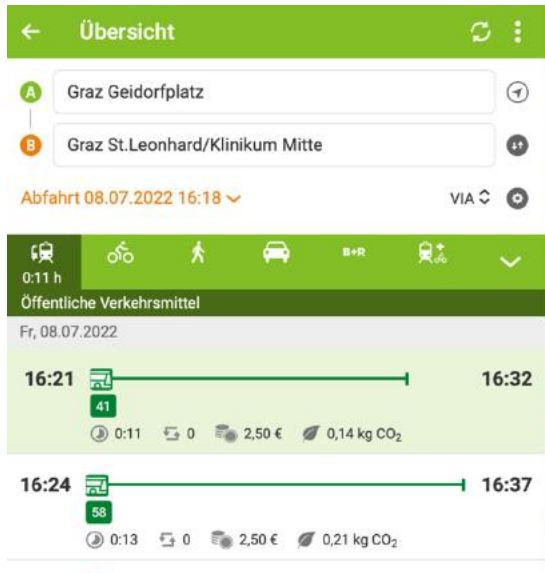 Übersicht
A Graz Geidorfplatz
B Graz St.Leonhard/Klinikum Mitte
Abfahrt 08.07.2022 16:18 VIA
B+R
0:11 h
Öffentliche Verkehrsmittel
Fr, 08.07.2022
16:21 16:32
41
0:11 0 2,50 € 0,14 kg CO₂
16:24 16:37
58
0:13 0 2,50 € 0,21 kg CO₂